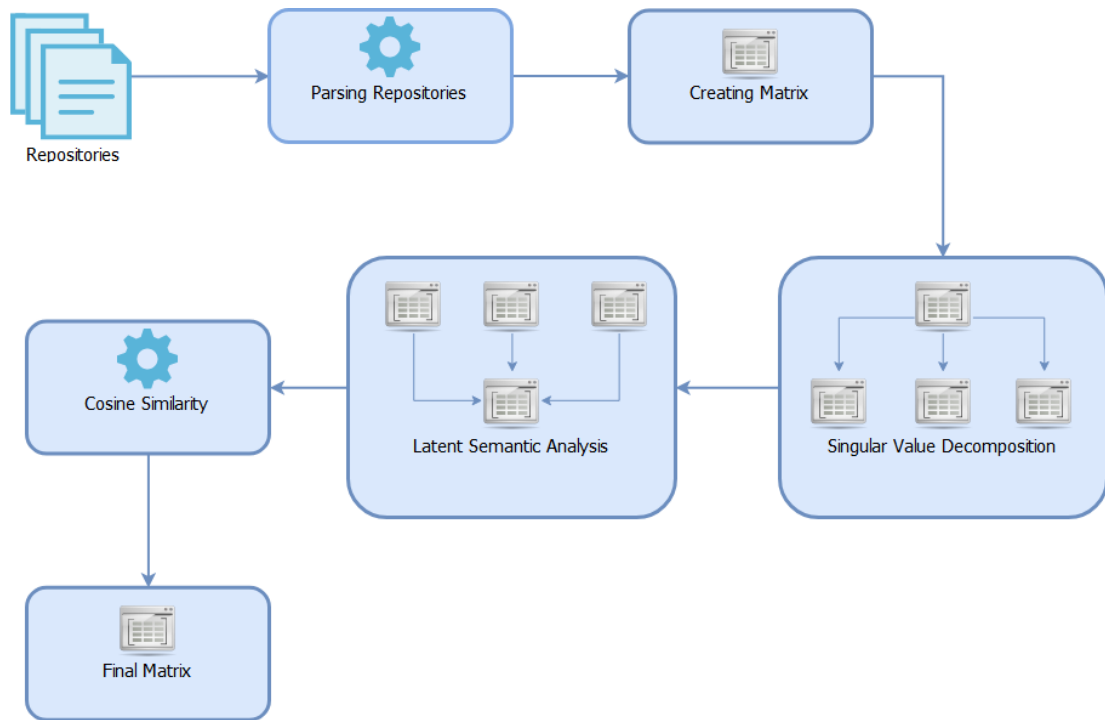 Repositories
Parsing Repositories
Creating Matrix
Singular Value Decomposition
Latent Semantic Analysis
Cosine Similarity
Final Matrix